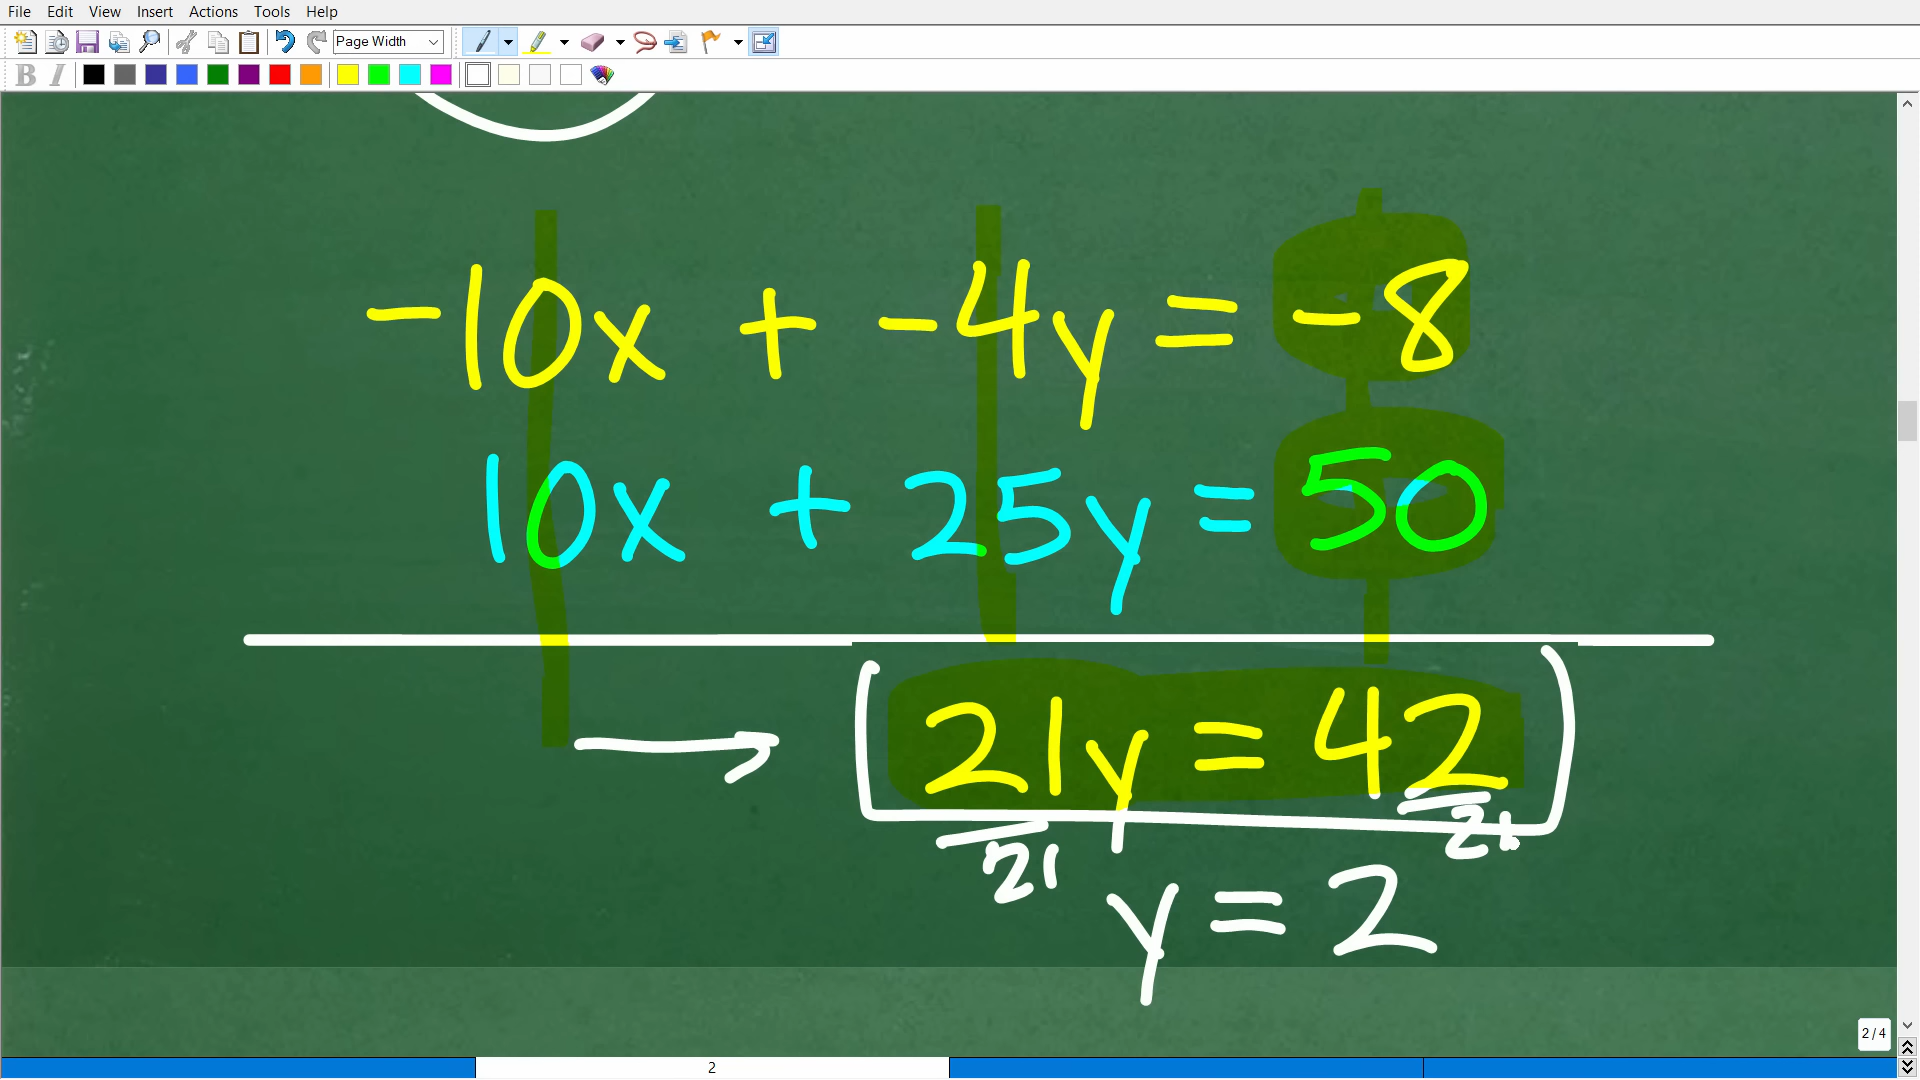 File Edit View Insert Actions Tools Help
Page Width
B I
-10x + -4y = -8
10x + 25y = 50
21y = 42
21 21
y = 2
2 / 4
2